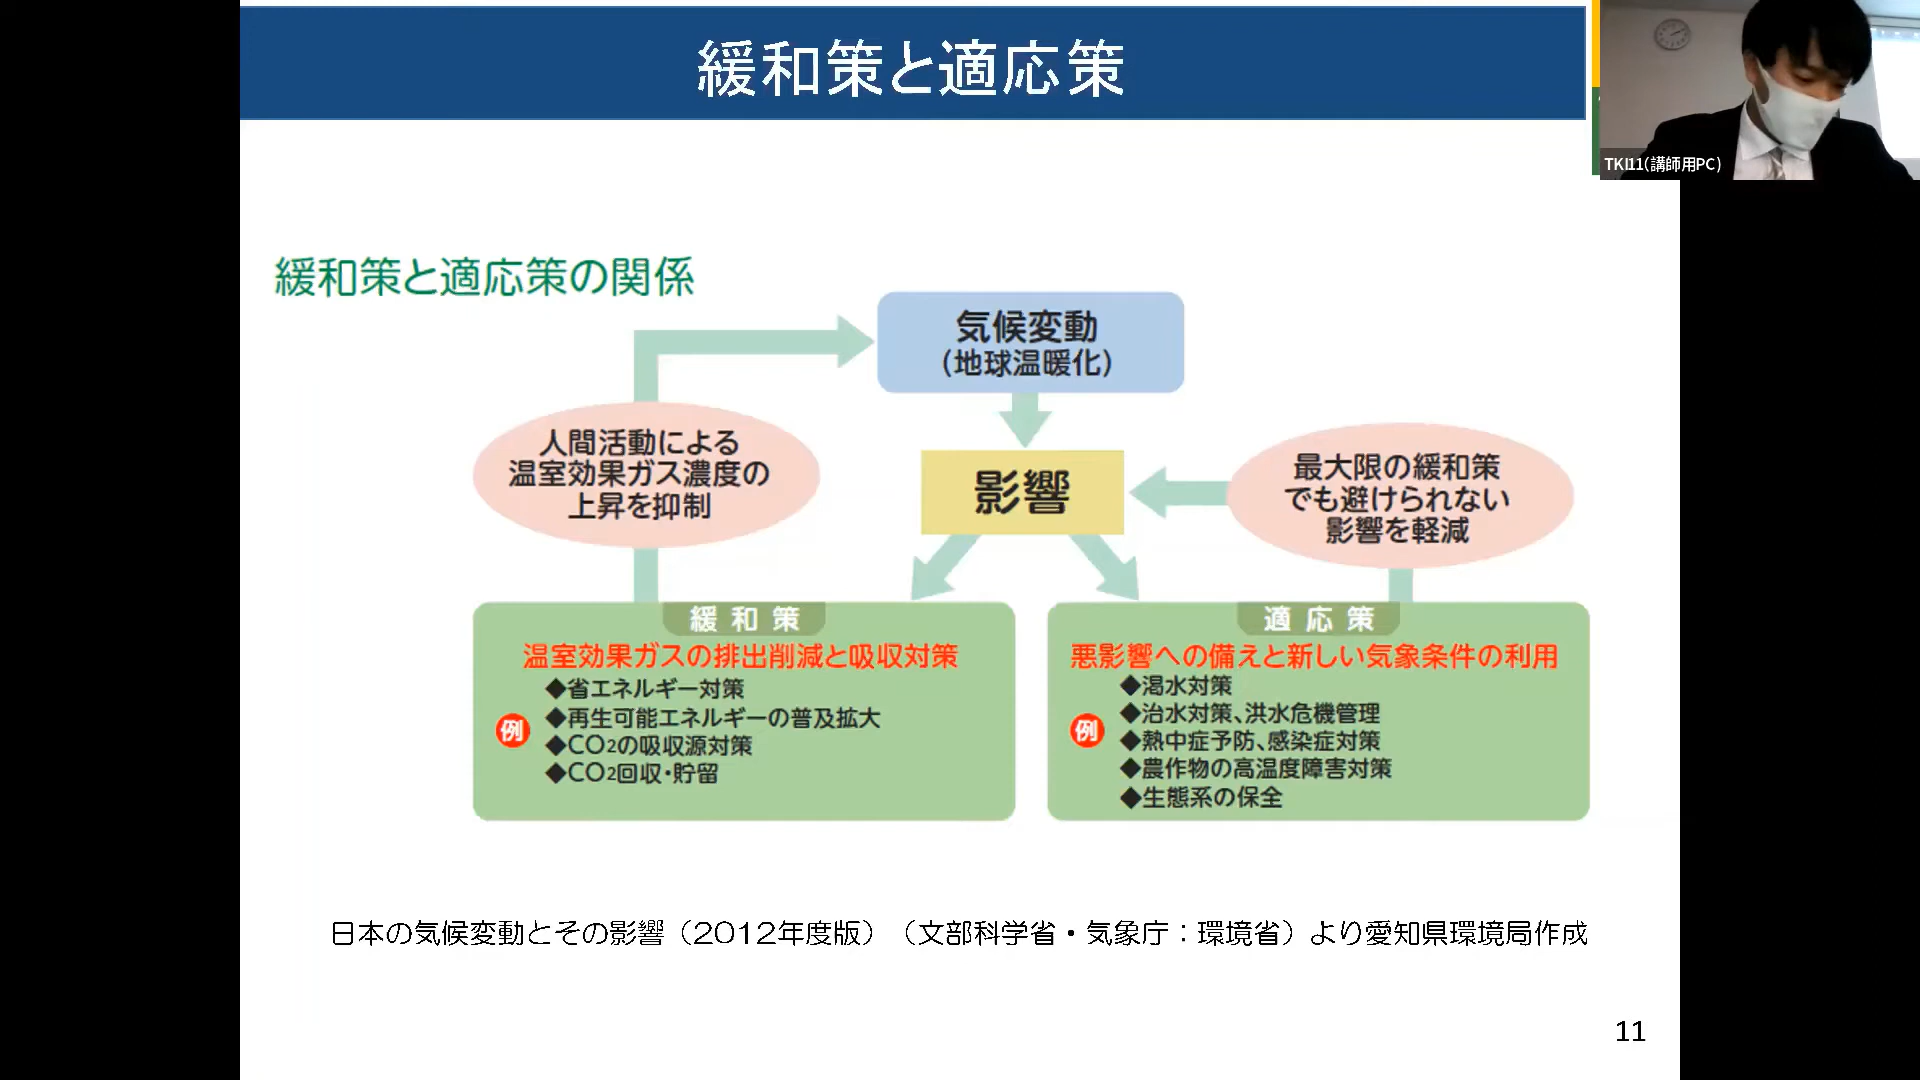 緩和策と適応策
TKI11(講師用PC)
緩和策と適応策の関係
気候変動
(地球温暖化)
人間活動による
温室効果ガス濃度の
上昇を抑制
影響
最大限の緩和策
でも避けられない
影響を軽減
緩和策
温室効果ガスの排出削減と吸収対策
例
◆省エネルギー対策
◆再生可能エネルギーの普及拡大
◆CO2の吸収源対策
◆CO2回収・貯留
適応策
悪影響への備えと新しい気象条件の利用
例
◆渇水対策
◆治水対策、洪水危機管理
◆熱中症予防、感染症対策
◆農作物の高温度障害対策
◆生態系の保全
日本の気候変動とその影響（2012年度版）（文部科学省・気象庁：環境省）より愛知県環境局作成
11